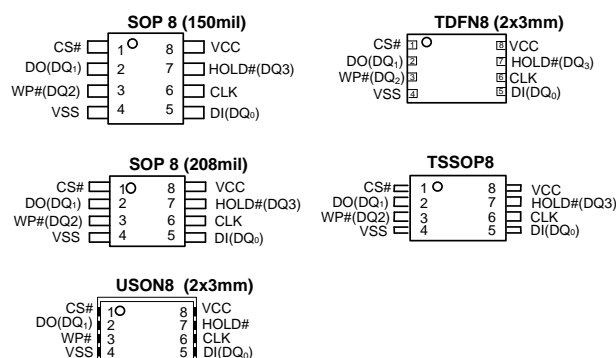 SOP 8 (150mil)
CS# 1 8 VCC
DO(DQ₁) 2 7 HOLD#(DQ3)
WP#(DQ2) 3 6 CLK
VSS 4 5 DI(DQ₀)
TDFN8 (2x3mm)
CS# 1 8 VCC
DO(DQ₁) 2 7 HOLD#(DQ₃)
WP#(DQ₂) 3 6 CLK
VSS 4 5 DI(DQ₀)
SOP 8 (208mil)
CS# 1 8 VCC
DO(DQ₁) 2 7 HOLD#(DQ3)
WP#(DQ2) 3 6 CLK
VSS 4 5 DI(DQ₀)
TSSOP8
CS# 1 8 VCC
DO(DQ₁) 2 7 HOLD#(DQ3)
WP#(DQ2) 3 6 CLK
VSS 4 5 DI(DQ₀)
USON8 (2x3mm)
CS# 1 8 VCC
DO(DQ₁) 2 7 HOLD#
WP# 3 6 CLK
VSS 4 5 DI(DQ₀)